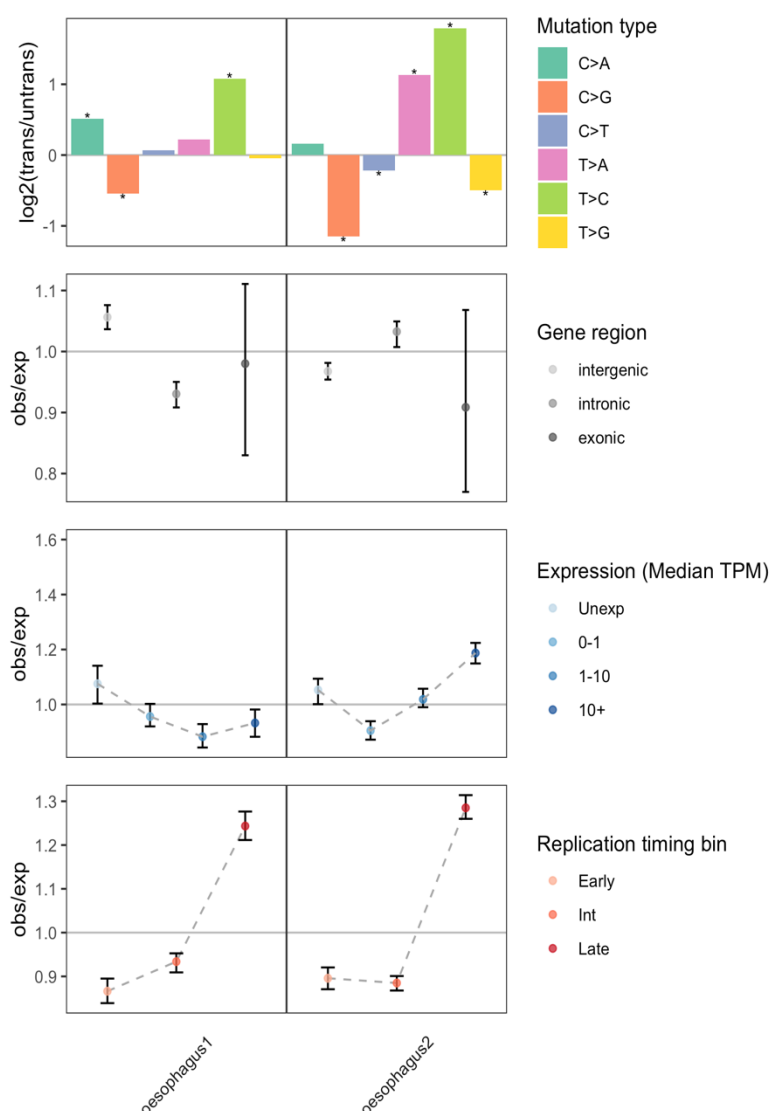 Mutation type
C>A
C>G
C>T
T>A
T>C
T>G
log2(trans/untrans)
1
0
-1
*
*
*
*
*
*
*
*
Gene region
intergenic
intronic
exonic
obs/exp
1.1
1.0
0.9
0.8
Expression (Median TPM)
Unexp
0-1
1-10
10+
obs/exp
1.6
1.4
1.2
1.0
Replication timing bin
Early
Int
Late
obs/exp
1.3
1.2
1.1
1.0
0.9
oesophagus1
oesophagus2